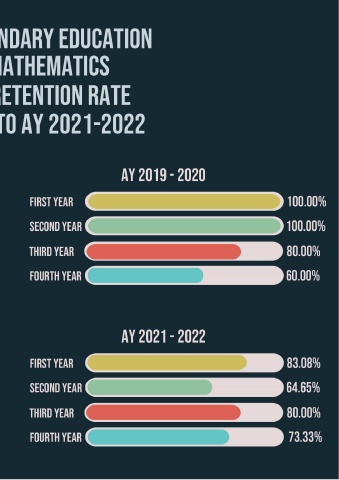 NDARY EDUCATION
MATHEMATICS
RETENTION RATE
TO AY 2021-2022
AY 2019 - 2020
FIRST YEAR 100.00%
SECOND YEAR 100.00%
THIRD YEAR 80.00%
FOURTH YEAR 60.00%
AY 2021 - 2022
FIRST YEAR 83.08%
SECOND YEAR 64.65%
THIRD YEAR 80.00%
FOURTH YEAR 73.33%